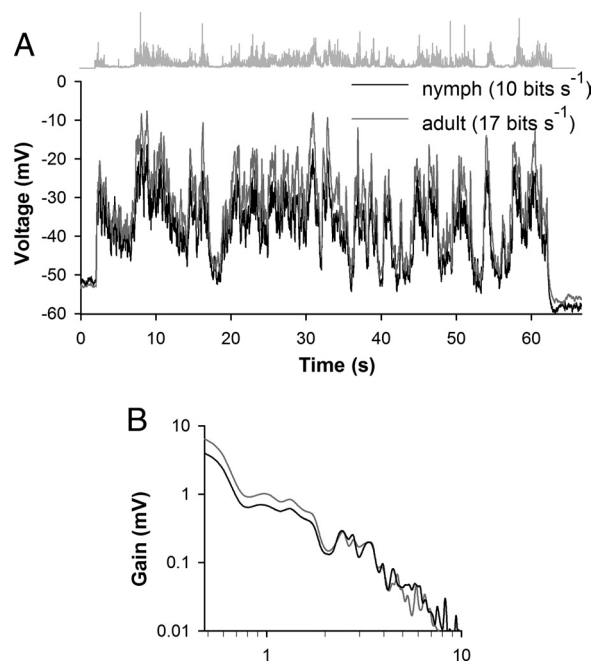 A
nymph (10 bits s⁻¹)
adult (17 bits s⁻¹)
Voltage (mV)
0
-10
-20
-30
-40
-50
-60
0 10 20 30 40 50 60
Time (s)
B
Gain (mV)
10
1
0.1
0.01
1 10